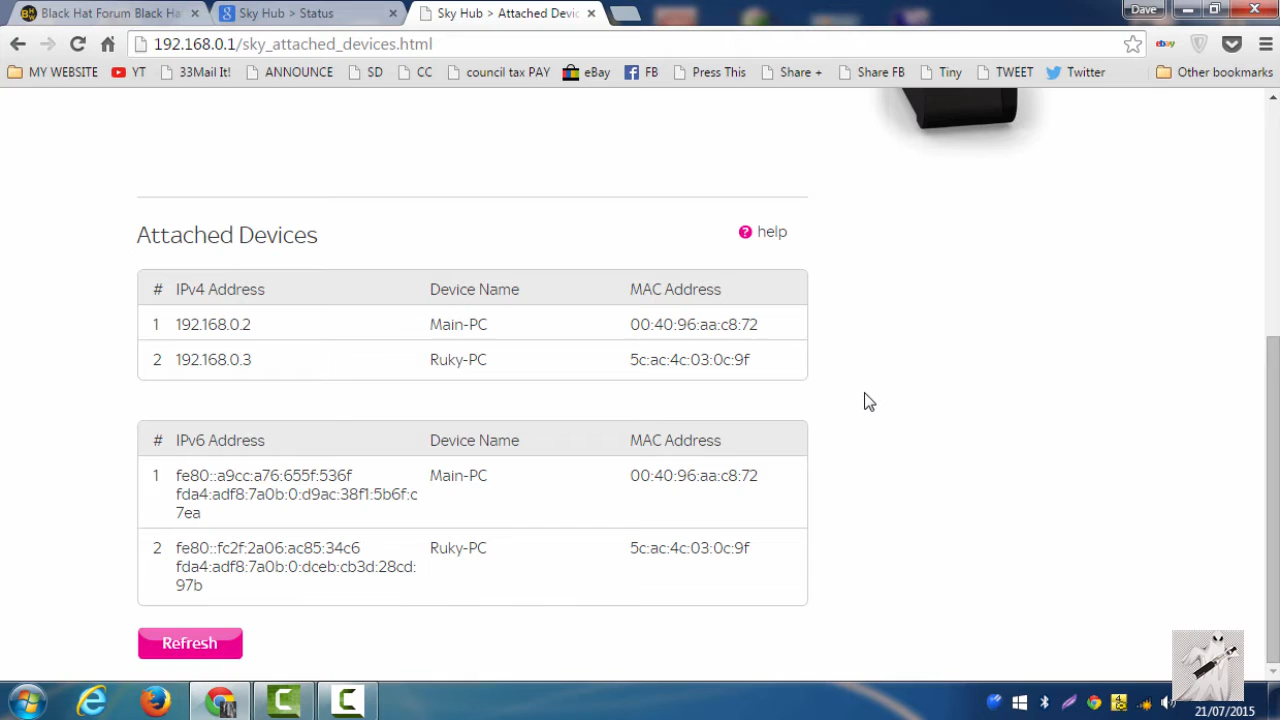 Black Hat Forum Black Hat
Sky Hub > Status
Sky Hub > Attached Devic
Dave
192.168.0.1/sky_attached_devices.html
ebay
MY WEBSITE
YT
33Mail It!
ANNOUNCE
SD
CC
council tax PAY
eBay
FB
Press This
Share +
Share FB
Tiny
TWEET
Twitter
Other bookmarks
Attached Devices
? help
# IPv4 Address Device Name MAC Address
1 192.168.0.2 Main-PC 00:40:96:aa:c8:72
2 192.168.0.3 Ruky-PC 5c:ac:4c:03:0c:9f
# IPv6 Address Device Name MAC Address
1 fe80::a9cc:a76:655f:536f Main-PC 00:40:96:aa:c8:72
fda4:adf8:7a0b:0:d9ac:38f1:5b6f:c
7ea
2 fe80::fc2f:2a06:ac85:34c6 Ruky-PC 5c:ac:4c:03:0c:9f
fda4:adf8:7a0b:0:dceb:cb3d:28cd:
97b
Refresh
21/07/2015